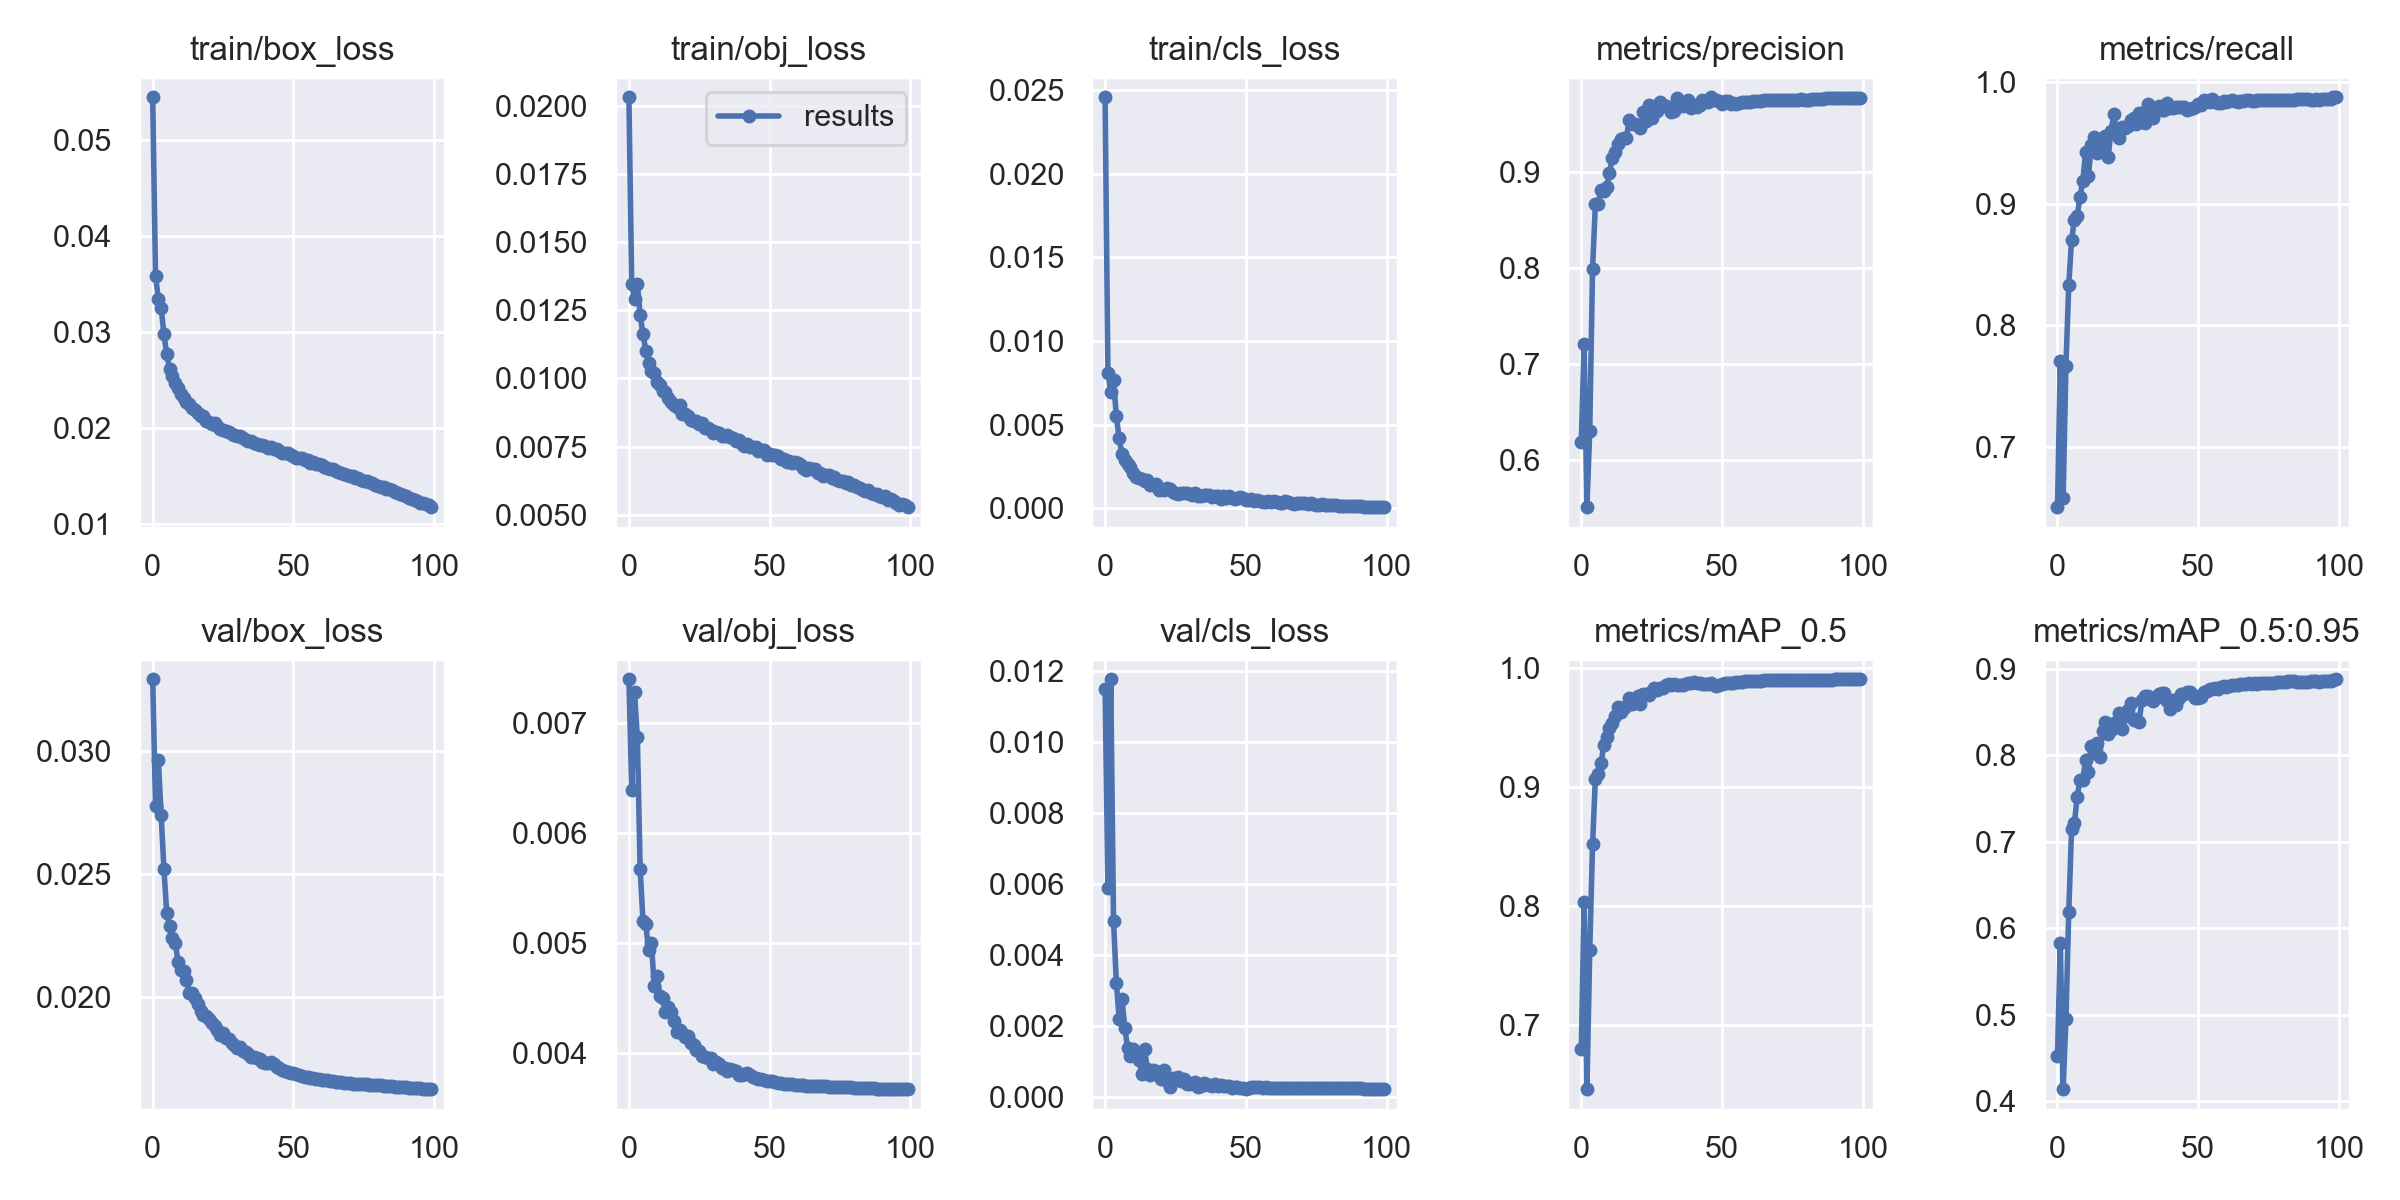 train/box_loss
0.05
0.04
0.03
0.02
0.01
0 50 100
train/obj_loss
results
0.0200
0.0175
0.0150
0.0125
0.0100
0.0075
0.0050
0 50 100
train/cls_loss
0.025
0.020
0.015
0.010
0.005
0.000
0 50 100
metrics/precision
0.9
0.8
0.7
0.6
0 50 100
metrics/recall
1.0
0.9
0.8
0.7
0 50 100
val/box_loss
0.030
0.025
0.020
0 50 100
val/obj_loss
0.007
0.006
0.005
0.004
0 50 100
val/cls_loss
0.012
0.010
0.008
0.006
0.004
0.002
0.000
0 50 100
metrics/mAP_0.5
1.0
0.9
0.8
0.7
0 50 100
metrics/mAP_0.5:0.95
0.9
0.8
0.7
0.6
0.5
0.4
0 50 100